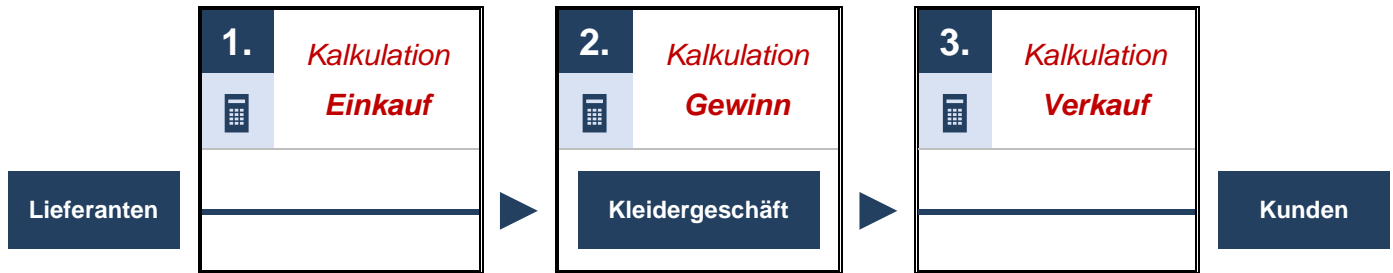 1.
Kalkulation
Einkauf
2.
Kalkulation
Gewinn
3.
Kalkulation
Verkauf
Lieferanten
Kleidergeschäft
Kunden